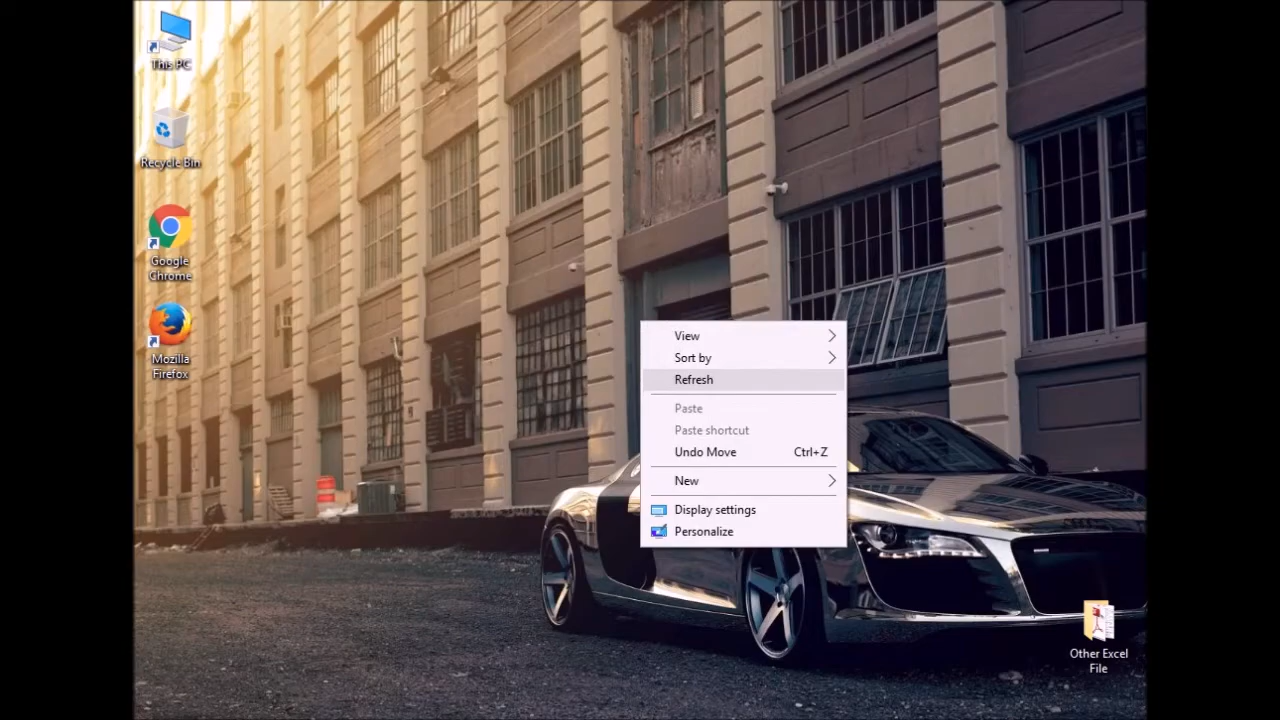 This PC
Recycle Bin
Google
Chrome
Mozilla
Firefox
View
Sort by
Refresh
Paste
Paste shortcut
Undo Move Ctrl+Z
New
Display settings
Personalize
Other Excel
File